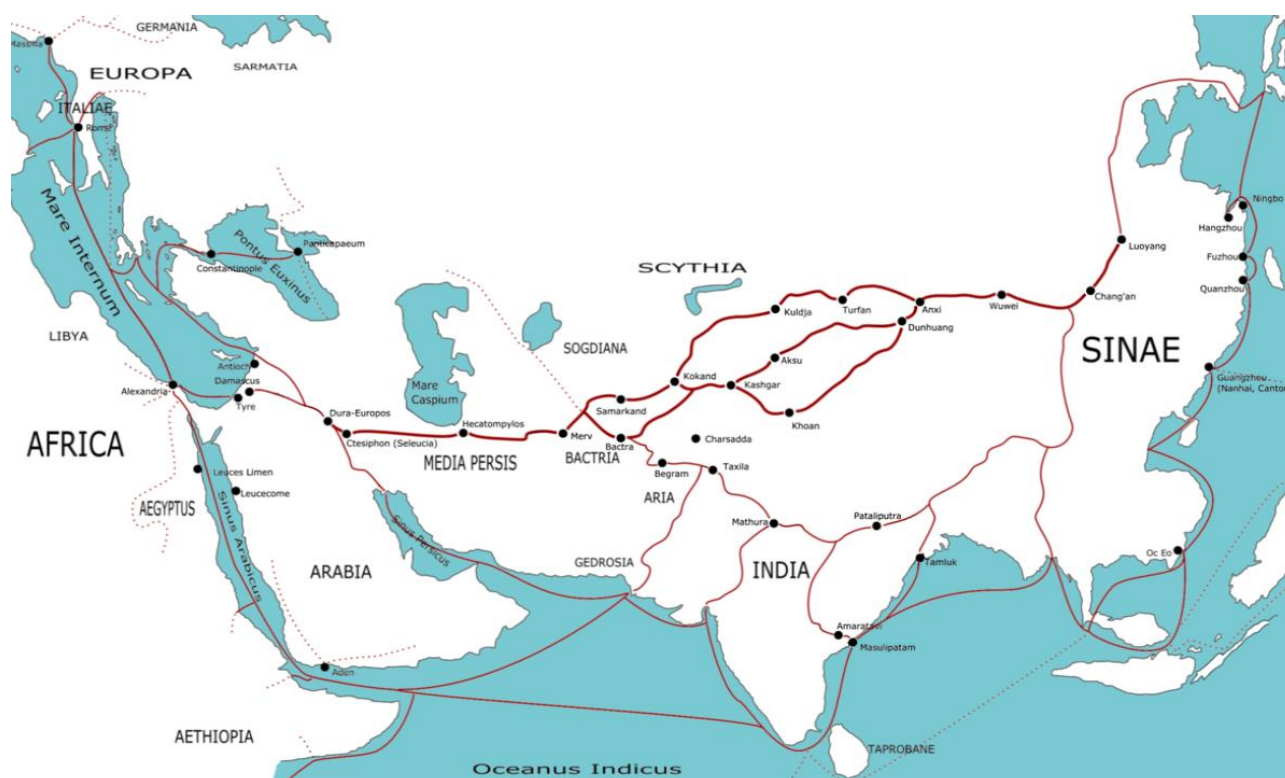 GERMANIA
Massilia
SARMATIA
EUROPA
ITALIAE
Rome
Mare Internum
Pontus Euxinus
Panticapaeum
Constantinople
LIBYA
SCYTHIA
SOGDIANA
Mare
Caspium
Antioch
Damascus
Tyre
Alexandria
AFRICA
Dura-Europos
Ctesiphon (Seleucia)
Hecatompylos
MEDIA PERSIS
Merv
BACTRIA
Samarkand
Bactra
Kokand
Kuldja
Turfan
Anxi
Wuwei
Dunhuang
Aksu
Kashgar
Khoan
Charsadda
Begram
Taxila
ARIA
Luoyang
Chang'an
SINAE
Ningbo
Hangzhou
Fuzhou
Quanzhou
Guangzhou
(Nanhai, Canton
Leuces Limen
Leucecome
AEGYPTUS
Sinus Arabicus
ARABIA
Sinus Persicus
GEDROSIA
Mathura
Pataliputra
INDIA
Tamluk
Oc Eo
Amaratavi
Masulipatam
Aden
AETHIOPIA
TAPROBANE
Oceanus Indicus